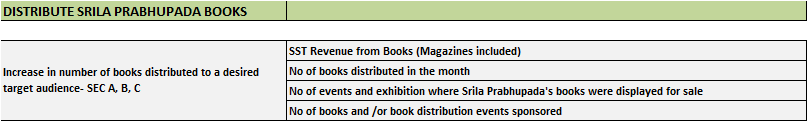 DISTRIBUTE SRILA PRABHUPADA BOOKS
Increase in number of books distributed to a desired
target audience- SEC A, B, C
SST Revenue from Books (Magazines included)
No of books distributed in the month
No of events and exhibition where Srila Prabhupada's books were displayed for sale
No of books and /or book distribution events sponsored